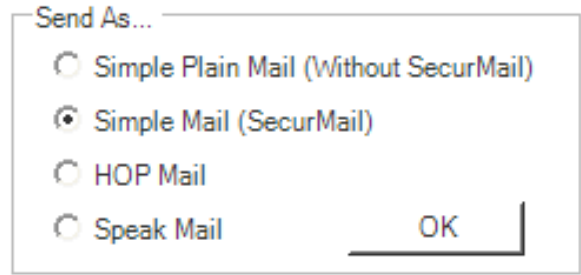 Send As...
Simple Plain Mail (Without SecurMail)
Simple Mail (SecurMail)
HOP Mail
Speak Mail
OK